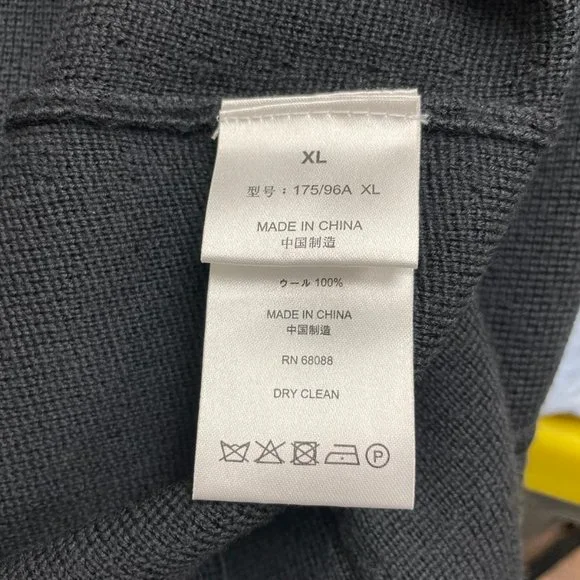 XL
型号：175/96A XL
MADE IN CHINA
中国制造
ウール 100%
MADE IN CHINA
中国制造
RN 68088
DRY CLEAN
P